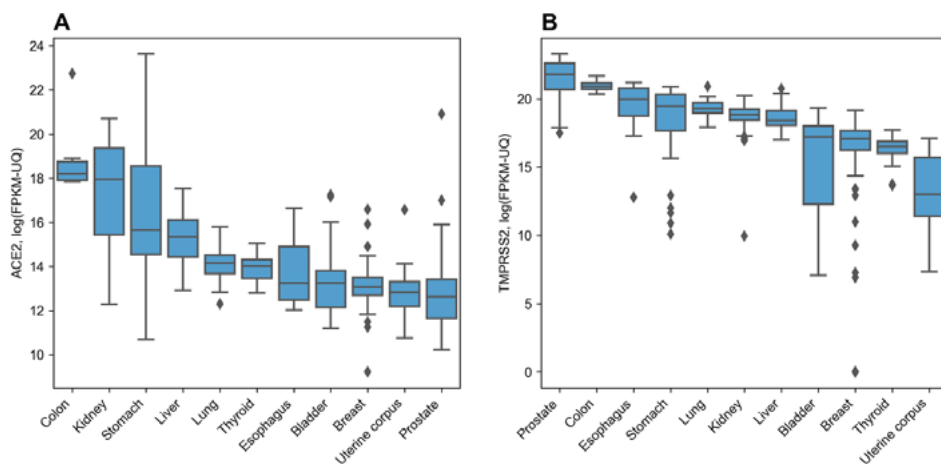 A
ACE2, log(FPKM-UQ)
24
22
20
18
16
14
12
10
Colon
Kidney
Stomach
Liver
Lung
Thyroid
Esophagus
Bladder
Breast
Uterine corpus
Prostate
B
TMPRSS2, log(FPKM-UQ)
20
15
10
5
0
Prostate
Colon
Esophagus
Stomach
Lung
Kidney
Liver
Bladder
Breast
Thyroid
Uterine corpus